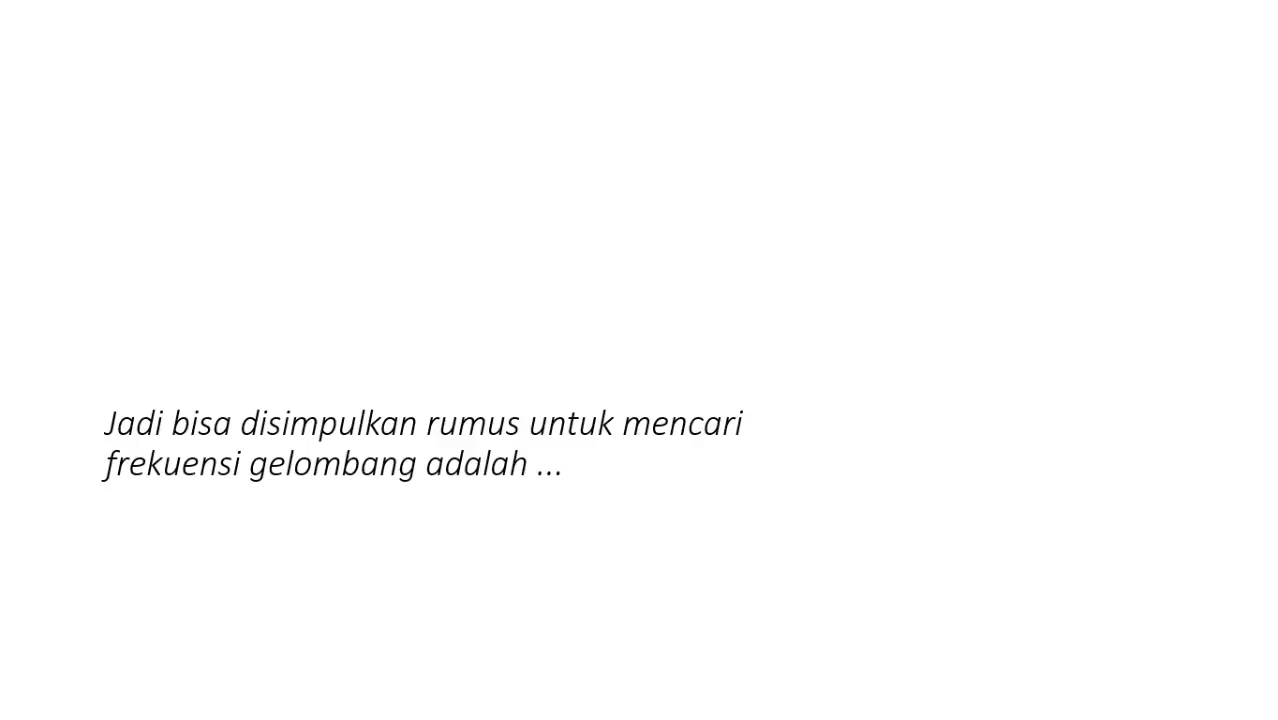 Jadi bisa disimpulkan rumus untuk mencari
frekuensi gelombang adalah ...